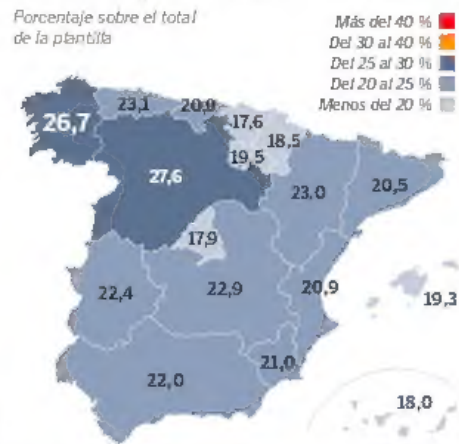 Porcentaje sobre el total
de la plantilla
Más del 40 %
Del 30 al 40 %
Del 25 al 30 %
Del 20 al 25 %
Menos del 20 %
26,7
23,1
20,0
17,6
18,5
19,5
27,6
23,0
20,5
17,9
22,4
22,9
20,9
19,3
22,0
21,0
18,0